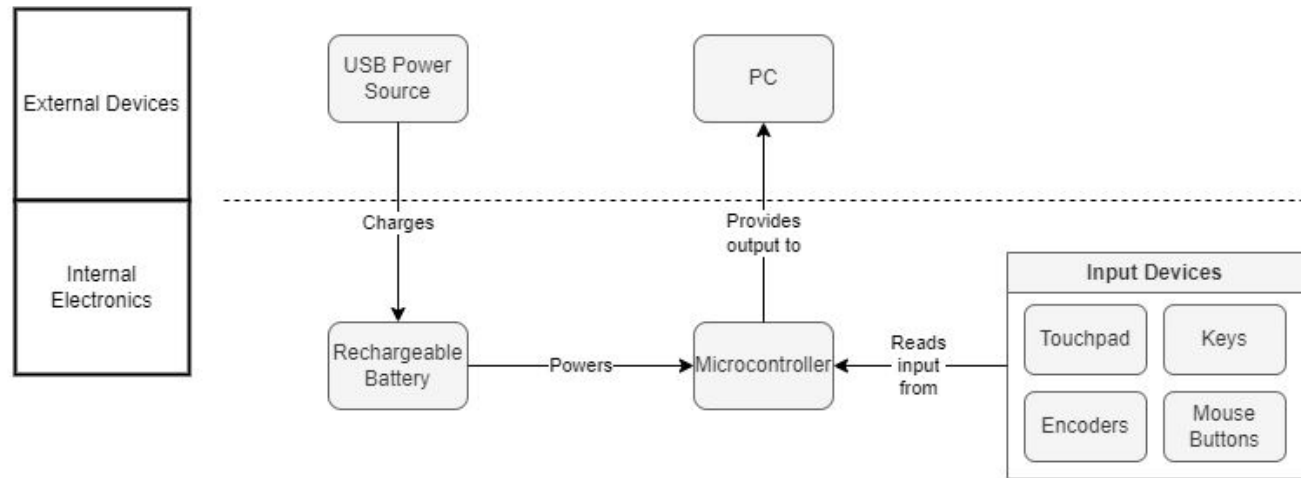 External Devices
USB Power
Source
PC
Charges
Provides
output to
Internal
Electronics
Rechargeable
Battery
Powers
Microcontroller
Reads
input
from
Input Devices
Touchpad
Keys
Encoders
Mouse
Buttons